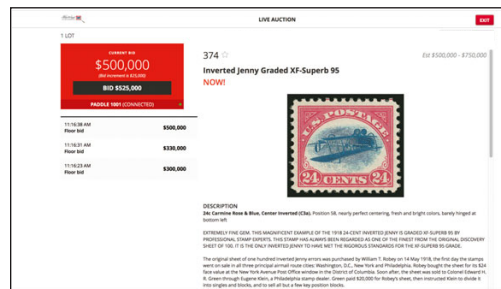 LIVE AUCTION
EXIT
1 LOT
CURRENT BID
$500,000
(Bid increment is $25,000)
BID $525,000
PADDLE 1001 (CONNECTED)
11:16:38 AM
Floor bid
$500,000
11:16:31 AM
Floor bid
$330,000
11:16:23 AM
Floor bid
$300,000
374
Est $500,000 - $750,000
Inverted Jenny Graded XF-Superb 95
NOW!
U.S. POSTAGE
24 CENTS 24
DESCRIPTION
24c Carmine Rose & Blue, Center Inverted (C3a). Position 58, nearly perfect centering, fresh and bright colors, barely hinged at
bottom left
EXTREMELY FINE GEM. THIS MAGNIFICENT EXAMPLE OF THE 1918 24-CENT INVERTED JENNY IS GRADED XF-SUPERB 95 BY
PROFESSIONAL STAMP EXPERTS. THIS STAMP HAS ALWAYS BEEN REGARDED AS ONE OF THE FINEST FROM THE ORIGINAL DISCOVERY
SHEET OF 100. IT IS THE ONLY INVERTED JENNY TO HAVE MET THE RIGOROUS STANDARDS FOR THE XF-SUPERB 95 GRADE.
The original sheet of one hundred Inverted Jenny errors was purchased by William T. Robey on 14 May 1918, the first day the stamps
went on sale in all three principal airmail route cities: Washington, D.C., New York and Philadelphia. Robey bought the sheet for its $24
face value at the New York Avenue Post Office window in the District of Columbia. Soon after, the sheet was sold to Colonel Edward H.
R. Green through Eugene Klein, a Philadelphia stamp dealer. Green paid $20,000 for Robey's sheet, then instructed Klein to divide it
into singles and blocks, and to sell all but a few key position blocks.